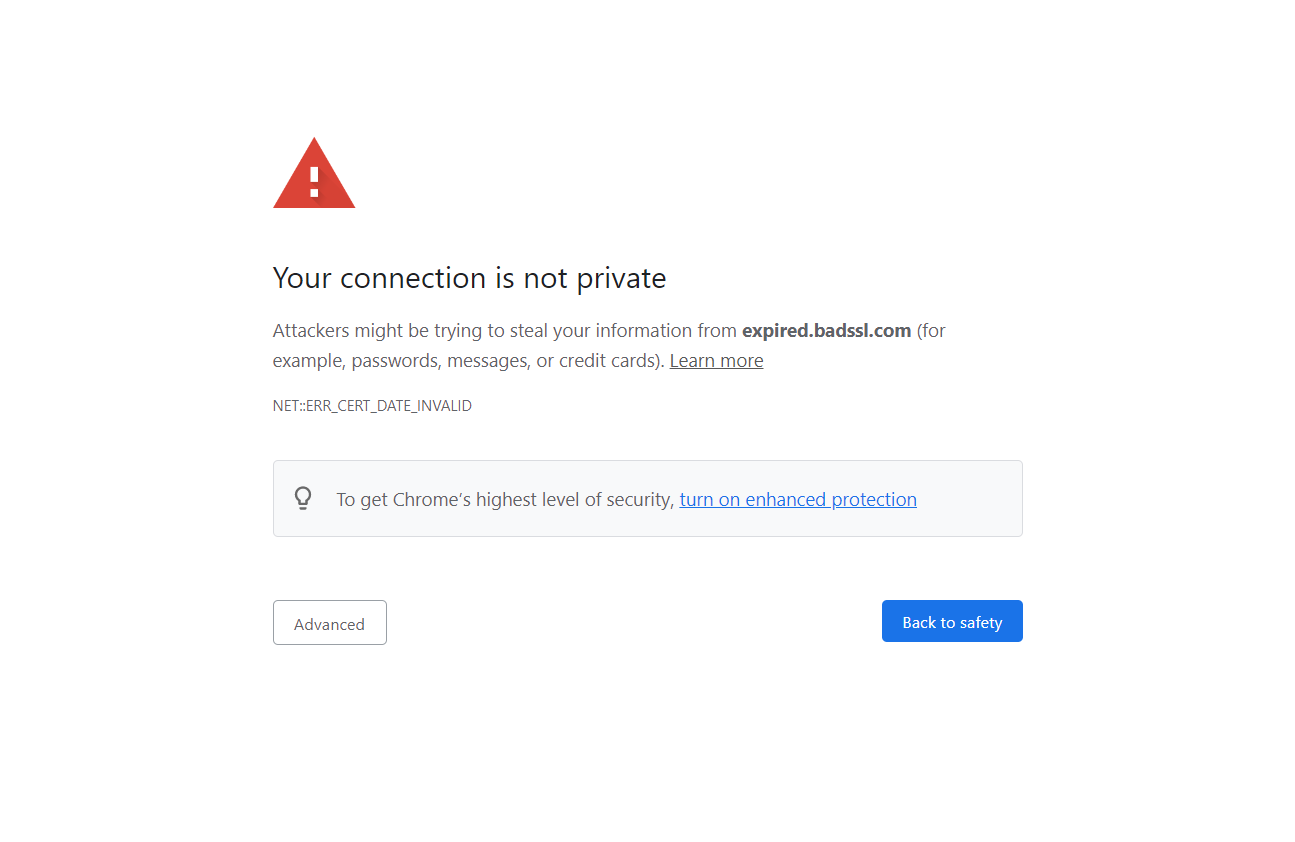 Your connection is not private
Attackers might be trying to steal your information from expired.badssl.com (for
example, passwords, messages, or credit cards). Learn more
NET::ERR_CERT_DATE_INVALID
To get Chrome’s highest level of security, turn on enhanced protection
Advanced
Back to safety